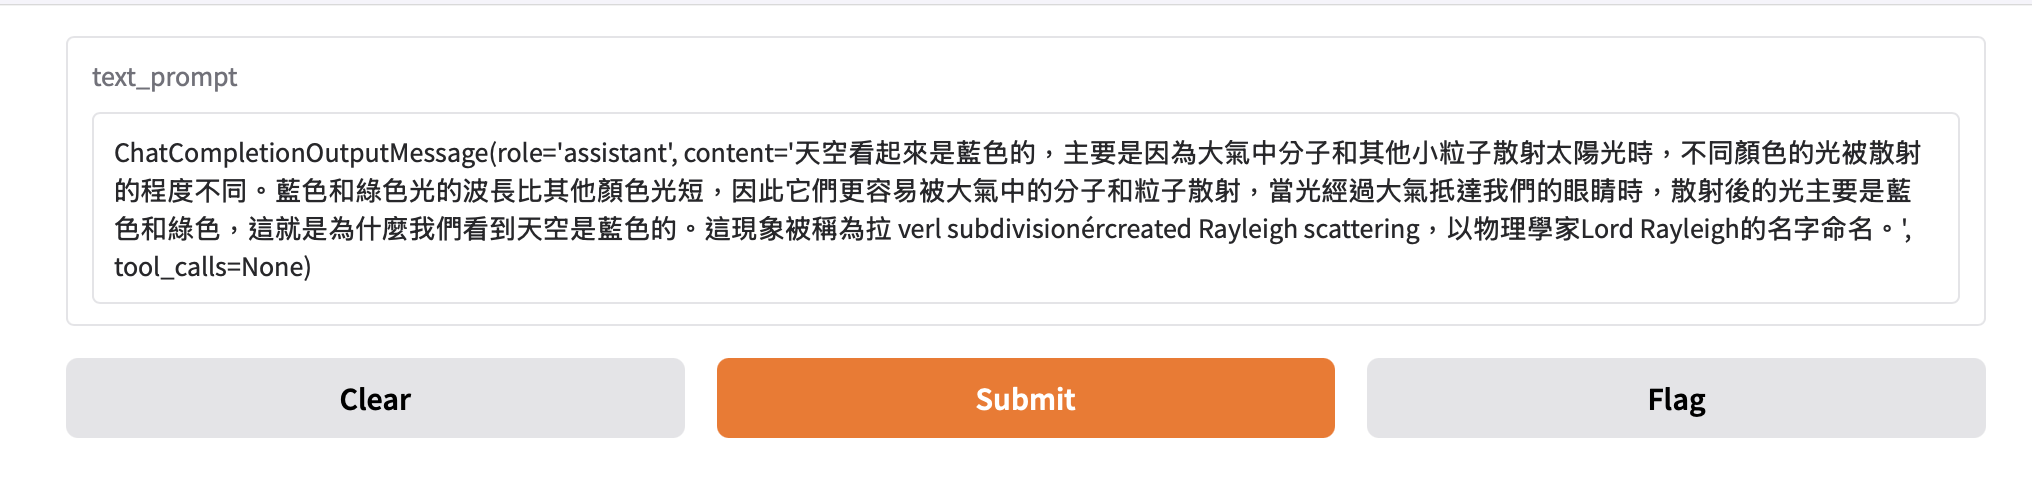 text_prompt
ChatCompletionOutputMessage(role='assistant', content='天空看起來是藍色的，主要是因為大氣中分子和其他小粒子散射太陽光時，不同顏色的光被散射
的程度不同。藍色和綠色光的波長比其他顏色光短，因此它們更容易被大氣中的分子和粒子散射，當光經過大氣抵達我們的眼睛時，散射後的光主要是藍
色和綠色，這就是為什麼我們看到天空是藍色的。這現象被稱為拉 verl subdivisionércreated Rayleigh scattering，以物理學家Lord Rayleigh的名字命名。',
tool_calls=None)
Clear
Submit
Flag